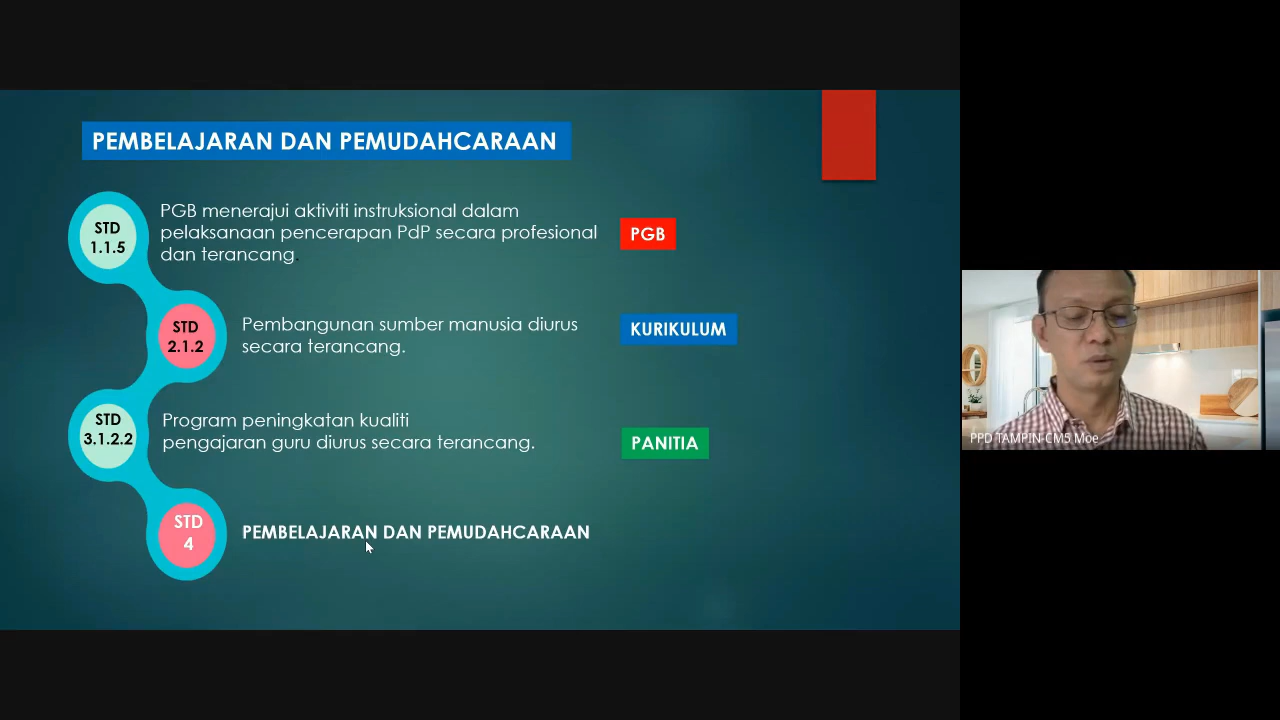 PEMBELAJARAN DAN PEMUDAHCARAAN
STD
1.1.5
PGB menerajui aktiviti instruksional dalam
pelaksanaan pencerapan PdP secara profesional
dan terancang.
PGB
STD
2.1.2
Pembangunan sumber manusia diurus
secara terancang.
KURIKULUM
STD
3.1.2.2
Program peningkatan kualiti
pengajaran guru diurus secara terancang.
PANITIA
STD
4
PEMBELAJARAN DAN PEMUDAHCARAAN
PPD TAMPIN-CM5 Moe